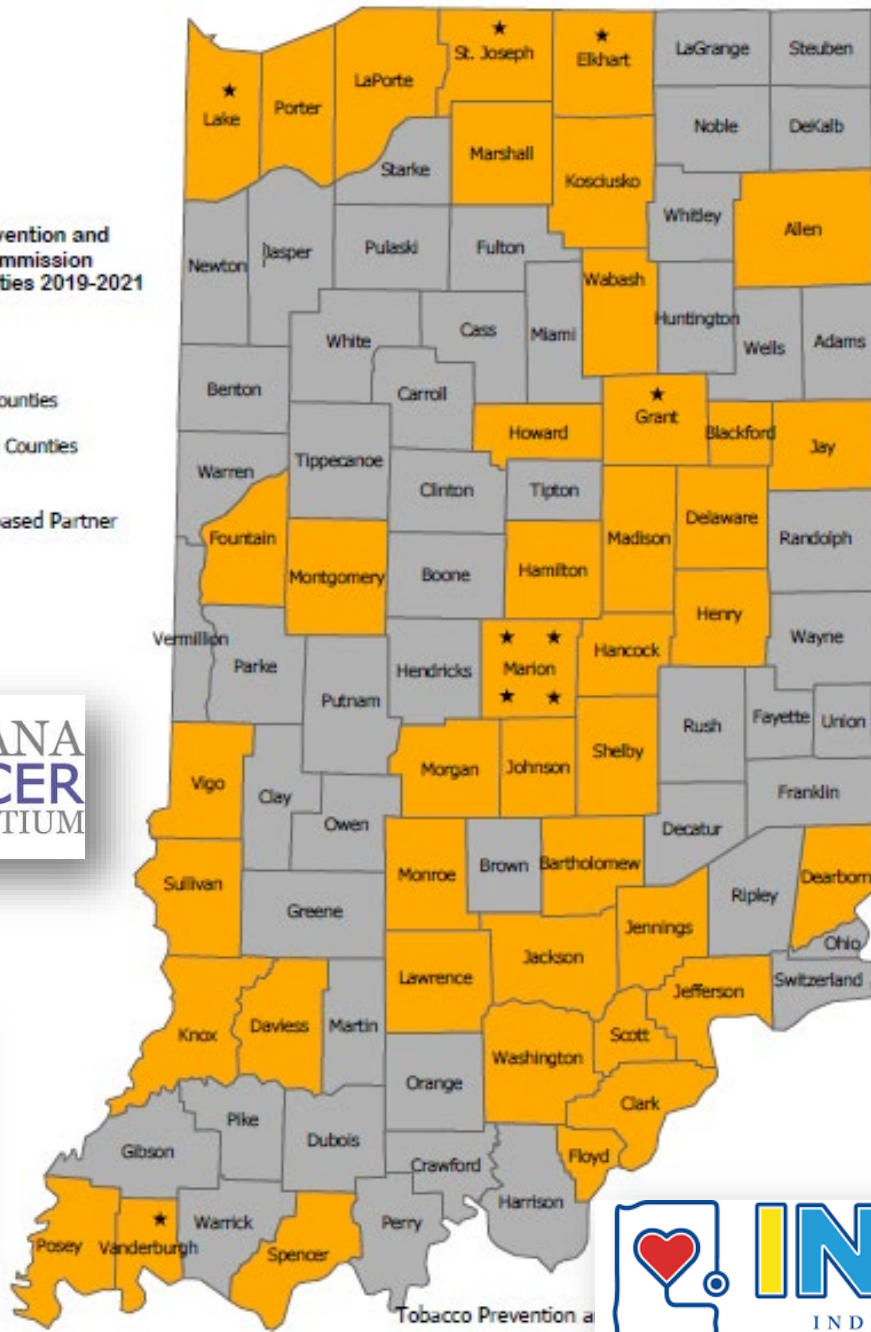 St. Joseph
Elkhart
LaGrange
Steuben
Lake
Porter
LaPorte
Noble
DeKalb
Starke
Marshall
Kosciusko
Whitley
Allen
vention and
mmission
ties 2019-2021
Newton
Jasper
Pulaski
Fulton
Wabash
Huntington
Wells
Adams
White
Cass
Miami
Benton
Carroll
ounties
Counties
Grant
Howard
Blackford
Jay
Warren
Tippecanoe
Clinton
Tipton
ased Partner
Fountain
Madison
Delaware
Randolph
Montgomery
Boone
Hamilton
Henry
Vermillion
Parke
Hendricks
Marion
Hancock
Wayne
Putnam
Rush
Fayette
Union
ANA
CER
TIUM
Vigo
Clay
Morgan
Johnson
Shelby
Franklin
Owen
Decatur
Sullivan
Monroe
Brown
Bartholomew
Dearborn
Greene
Ripley
Jennings
Ohio
Lawrence
Jackson
Jefferson
Switzerland
Knox
Daviess
Martin
Washington
Scott
Orange
Clark
Pike
Gibson
Dubois
Crawford
Floyd
Harrison
Posey
Vanderburgh
Warrick
Spencer
Perry
Tobacco Prevention a
IN
IND